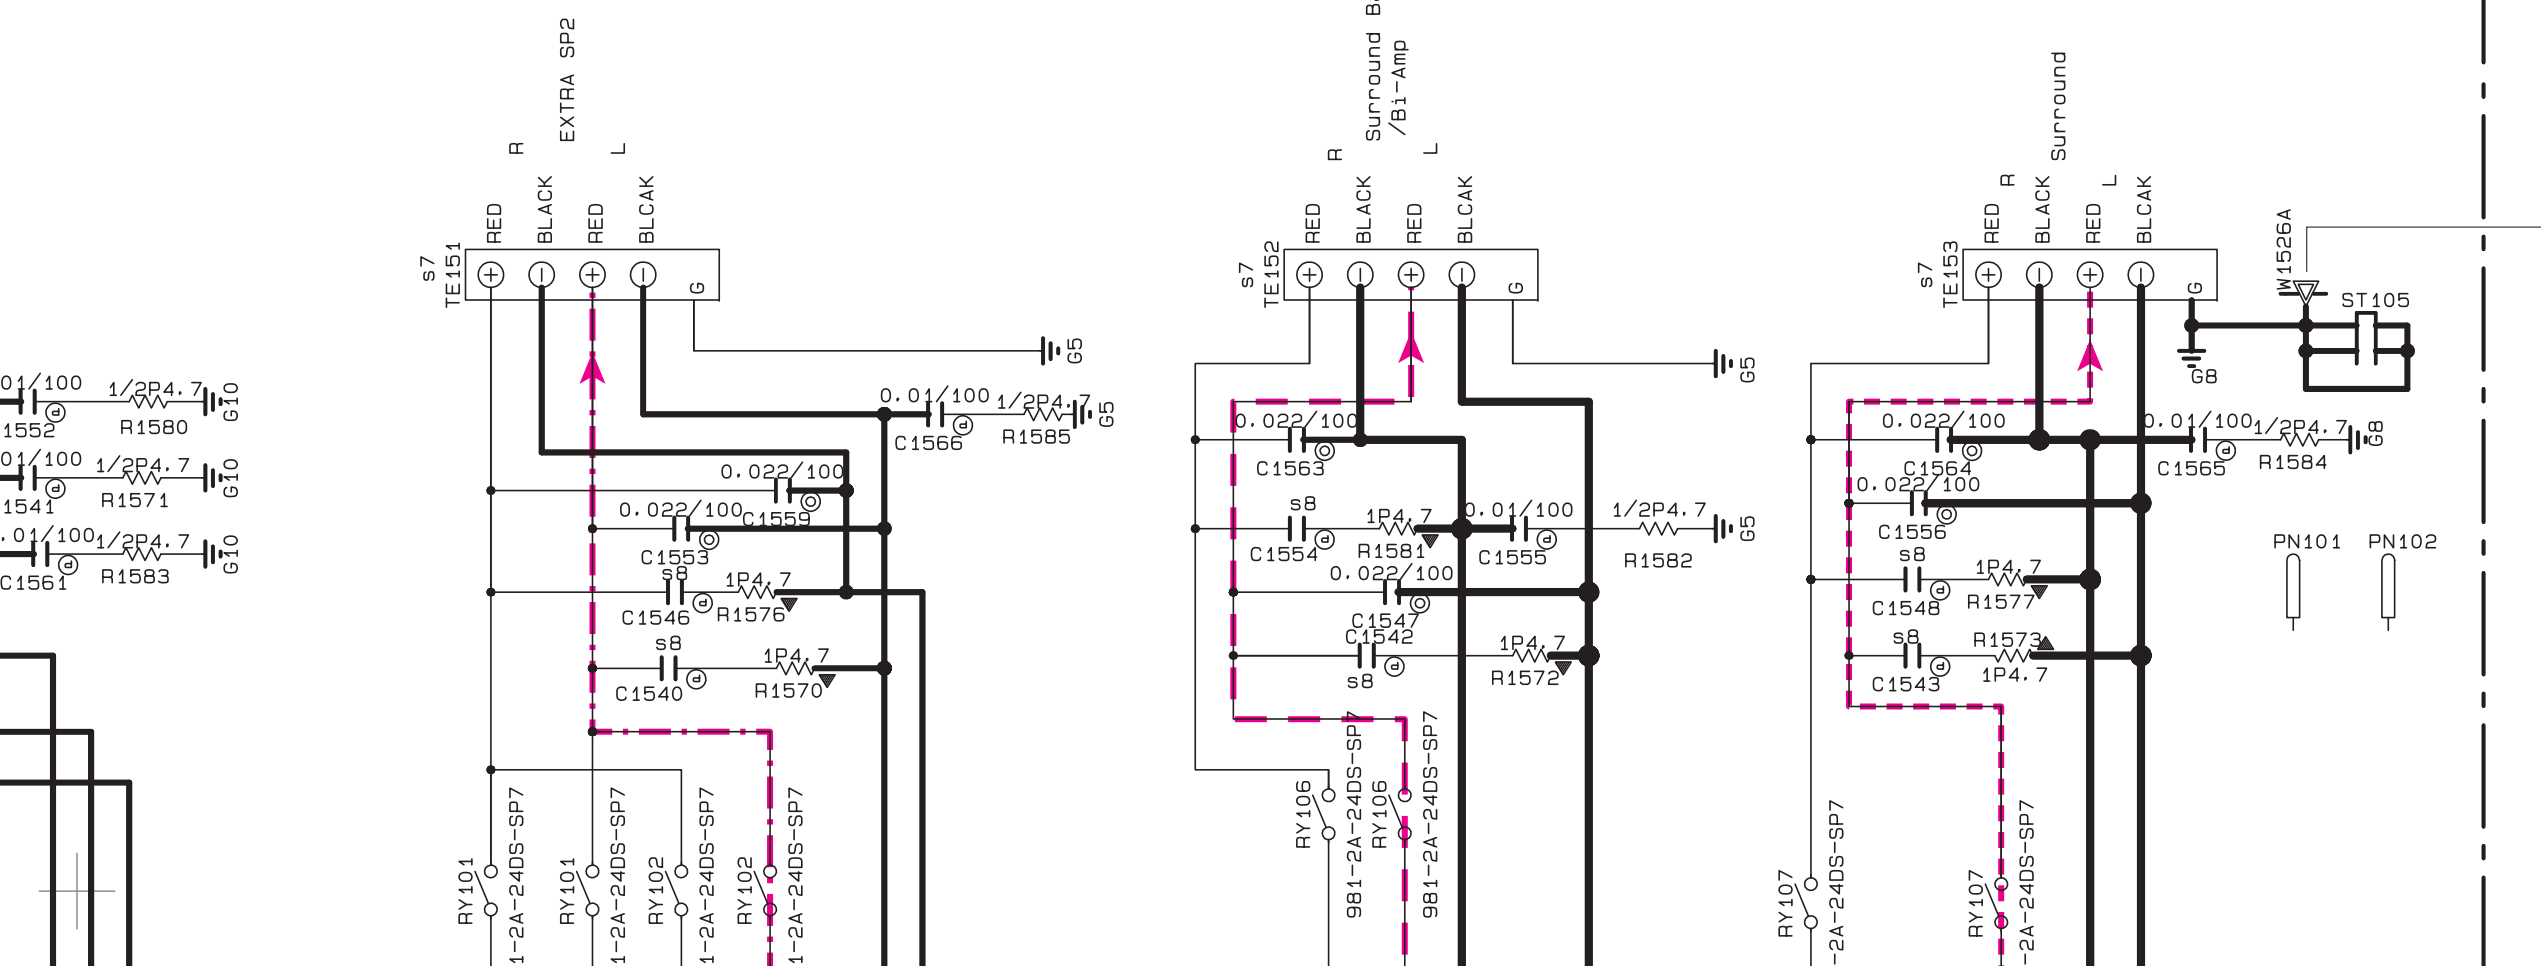 01/100
1/2P4.7
1552
R1580
G10
01/100
1/2P4.7
1541
R1571
G10
.01/100
1/2P4.7
C1561
R1583
G10
EXTRA SP2
R
L
RED
BLACK
RED
BLCAK
s7
TE151
G
G5
0.01/100
1/2P4.7
C1566
R1585
G5
0.022/100
C1559
0.022/100
C1553
s8
1P4.7
C1546
R1576
s8
1P4.7
C1540
R1570
RY101
1-2A-24DS-SP7
RY101
1-2A-24DS-SP7
RY102
1-2A-24DS-SP7
RY102
1-2A-24DS-SP7
Surround B
/Bi-Amp
R
L
RED
BLACK
RED
BLCAK
s7
TE152
G
G5
0.022/100
C1563
s8
1P4.7
0.01/100
1/2P4.7
C1554
R1581
C1555
R1582
G5
0.022/100
C1547
C1542
1P4.7
s8
R1572
RY106
981-2A-24DS-SP7
RY106
981-2A-24DS-SP7
Surround
R
L
RED
BLACK
RED
BLCAK
s7
TE153
G
G8
W1526A
ST105
0.022/100
0.01/100
1/2P4.7
C1564
C1565
R1584
G8
0.022/100
C1556
s8
1P4.7
C1548
R1577
s8
R1573
C1543
1P4.7
PN101
PN102
RY107
-2A-24DS-SP7
RY107
-2A-24DS-SP7